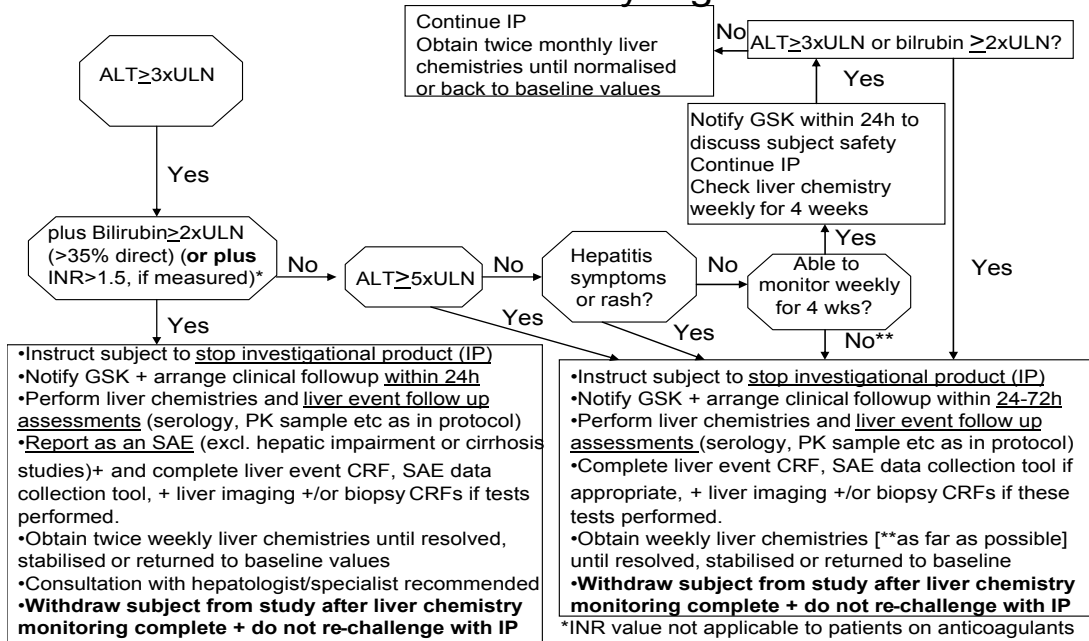 ALT≥3xULN
Yes
plus Bilirubin≥2xULN
(>35% direct) (or plus
INR>1.5, if measured)*
No
ALT≥5xULN
No
Hepatitis
symptoms
or rash?
No
Able to
monitor weekly
for 4 wks?
Yes
Notify GSK within 24h to
discuss subject safety
Continue IP
Check liver chemistry
weekly for 4 weeks
Yes
ALT≥3xULN or bilrubin ≥2xULN?
No
Continue IP
Obtain twice monthly liver
chemistries until normalised
or back to baseline values
Yes
Yes
Yes
Yes
No**
•Instruct subject to stop investigational product (IP)
•Notify GSK + arrange clinical followup within 24h
•Perform liver chemistries and liver event follow up
assessments (serology, PK sample etc as in protocol)
•Report as an SAE (excl. hepatic impairment or cirrhosis
studies)+ and complete liver event CRF, SAE data
collection tool, + liver imaging +/or biopsy CRFs if tests
performed.
•Obtain twice weekly liver chemistries until resolved,
stabilised or returned to baseline values
•Consultation with hepatologist/specialist recommended
•Withdraw subject from study after liver chemistry
monitoring complete + do not re-challenge with IP
•Instruct subject to stop investigational product (IP)
•Notify GSK + arrange clinical followup within 24-72h
•Perform liver chemistries and liver event follow up
assessments (serology, PK sample etc as in protocol)
•Complete liver event CRF, SAE data collection tool if
appropriate, + liver imaging +/or biopsy CRFs if these
tests performed.
•Obtain weekly liver chemistries [**as far as possible]
until resolved, stabilised or returned to baseline
•Withdraw subject from study after liver chemistry
monitoring complete + do not re-challenge with IP
*INR value not applicable to patients on anticoagulants